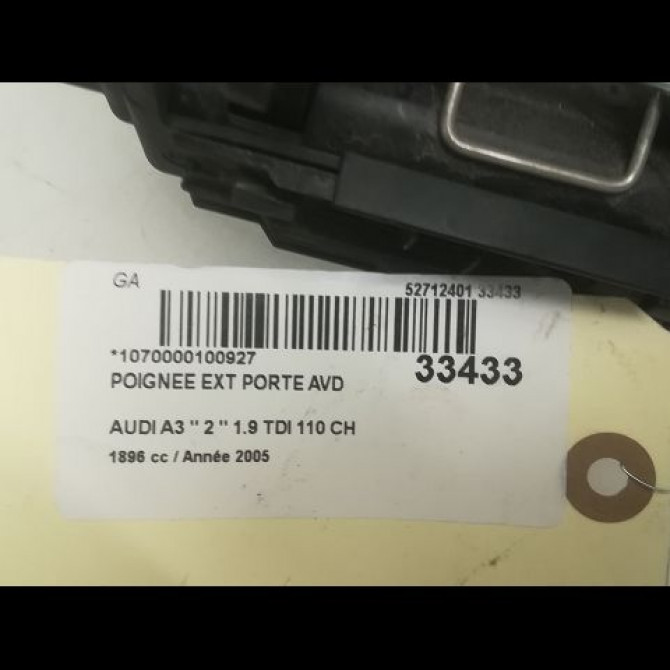 GA
52712401 33433
*1070000100927
33433
POIGNEE EXT PORTE AVD
AUDI A3 " 2 " 1.9 TDI 110 CH
1896 cc / Année 2005